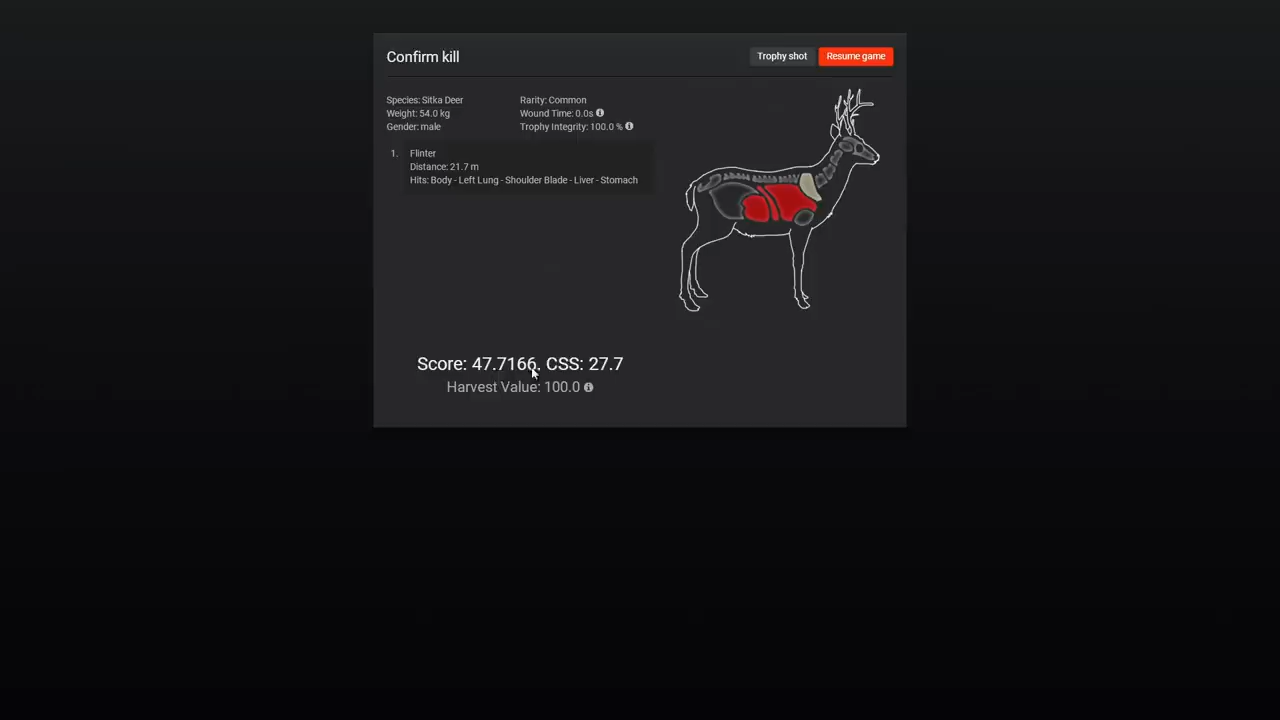 Confirm kill
Trophy shot
Resume game
Species: Sitka Deer
Weight: 54.0 kg
Gender: male
Rarity: Common
Wound Time: 0.0s
Trophy Integrity: 100.0 %
1.
Flinter
Distance: 21.7 m
Hits: Body - Left Lung - Shoulder Blade - Liver - Stomach
Score: 47.7166. CSS: 27.7
Harvest Value: 100.0